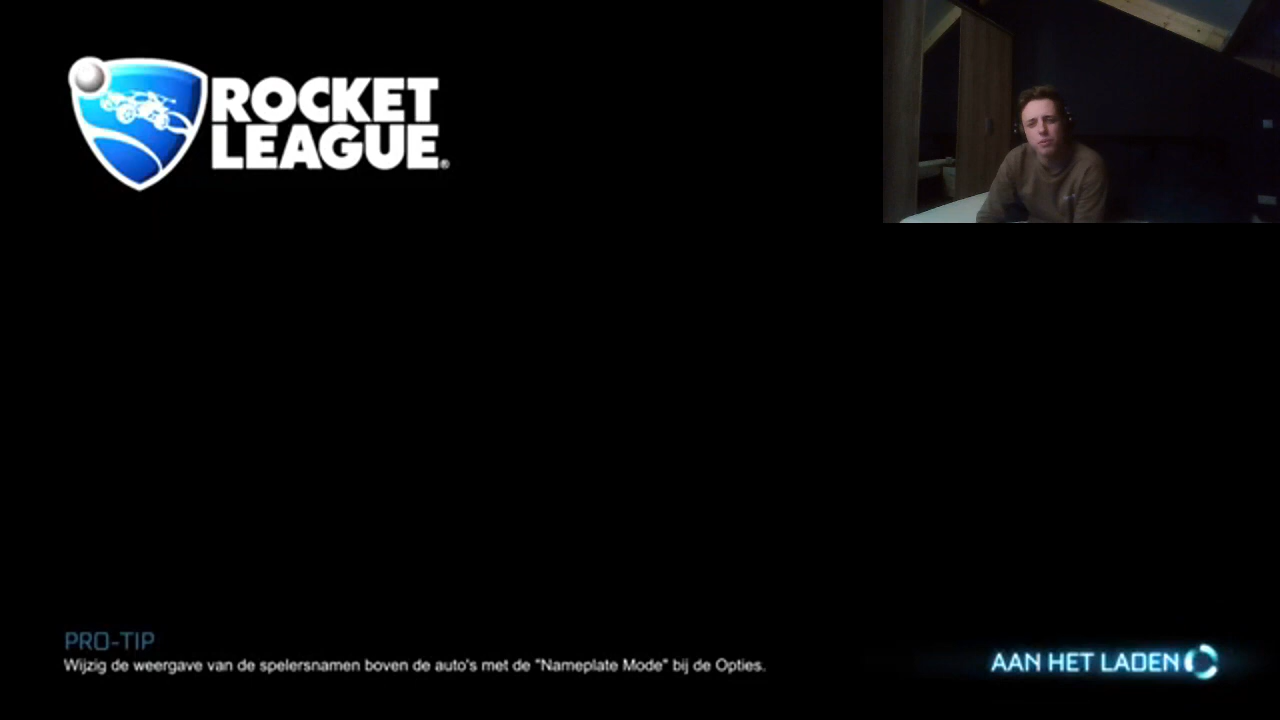 ROCKET
LEAGUE®
PRO-TIP
Wijzig de weergave van de spelersnamen boven de auto's met de "Nameplate Mode" bij de Opties.
AAN HET LADEN